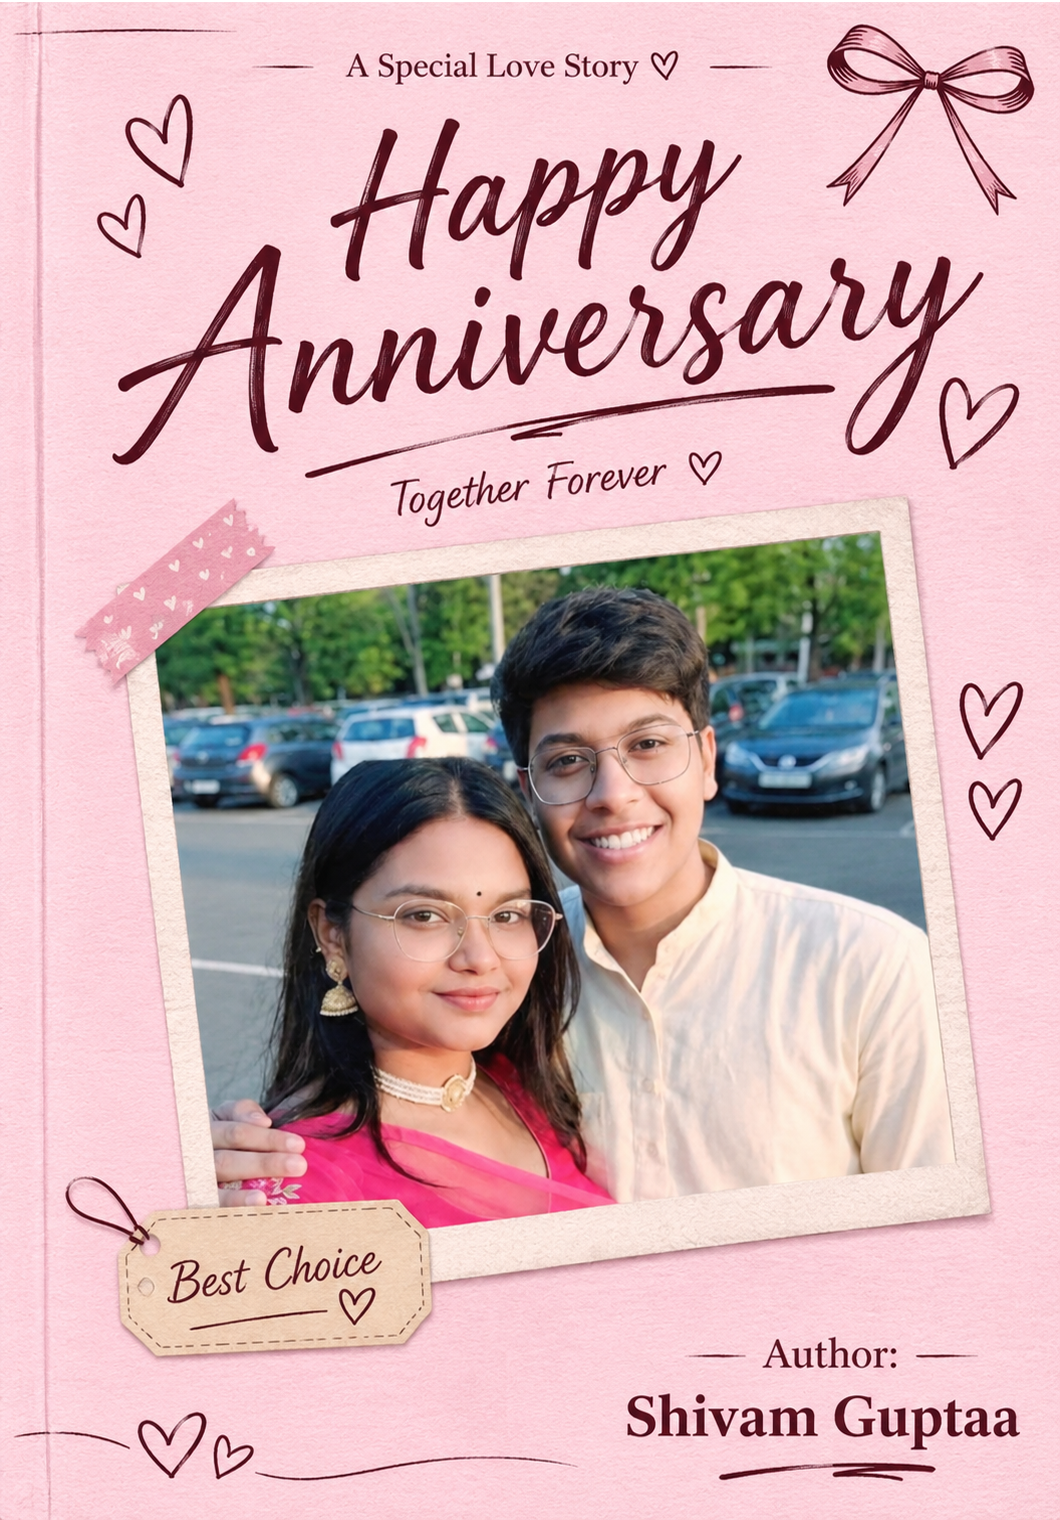 A Special Love Story ♡
Happy
Anniversary
Together Forever ♡
Best Choice
Author:
Shivam Guptaa